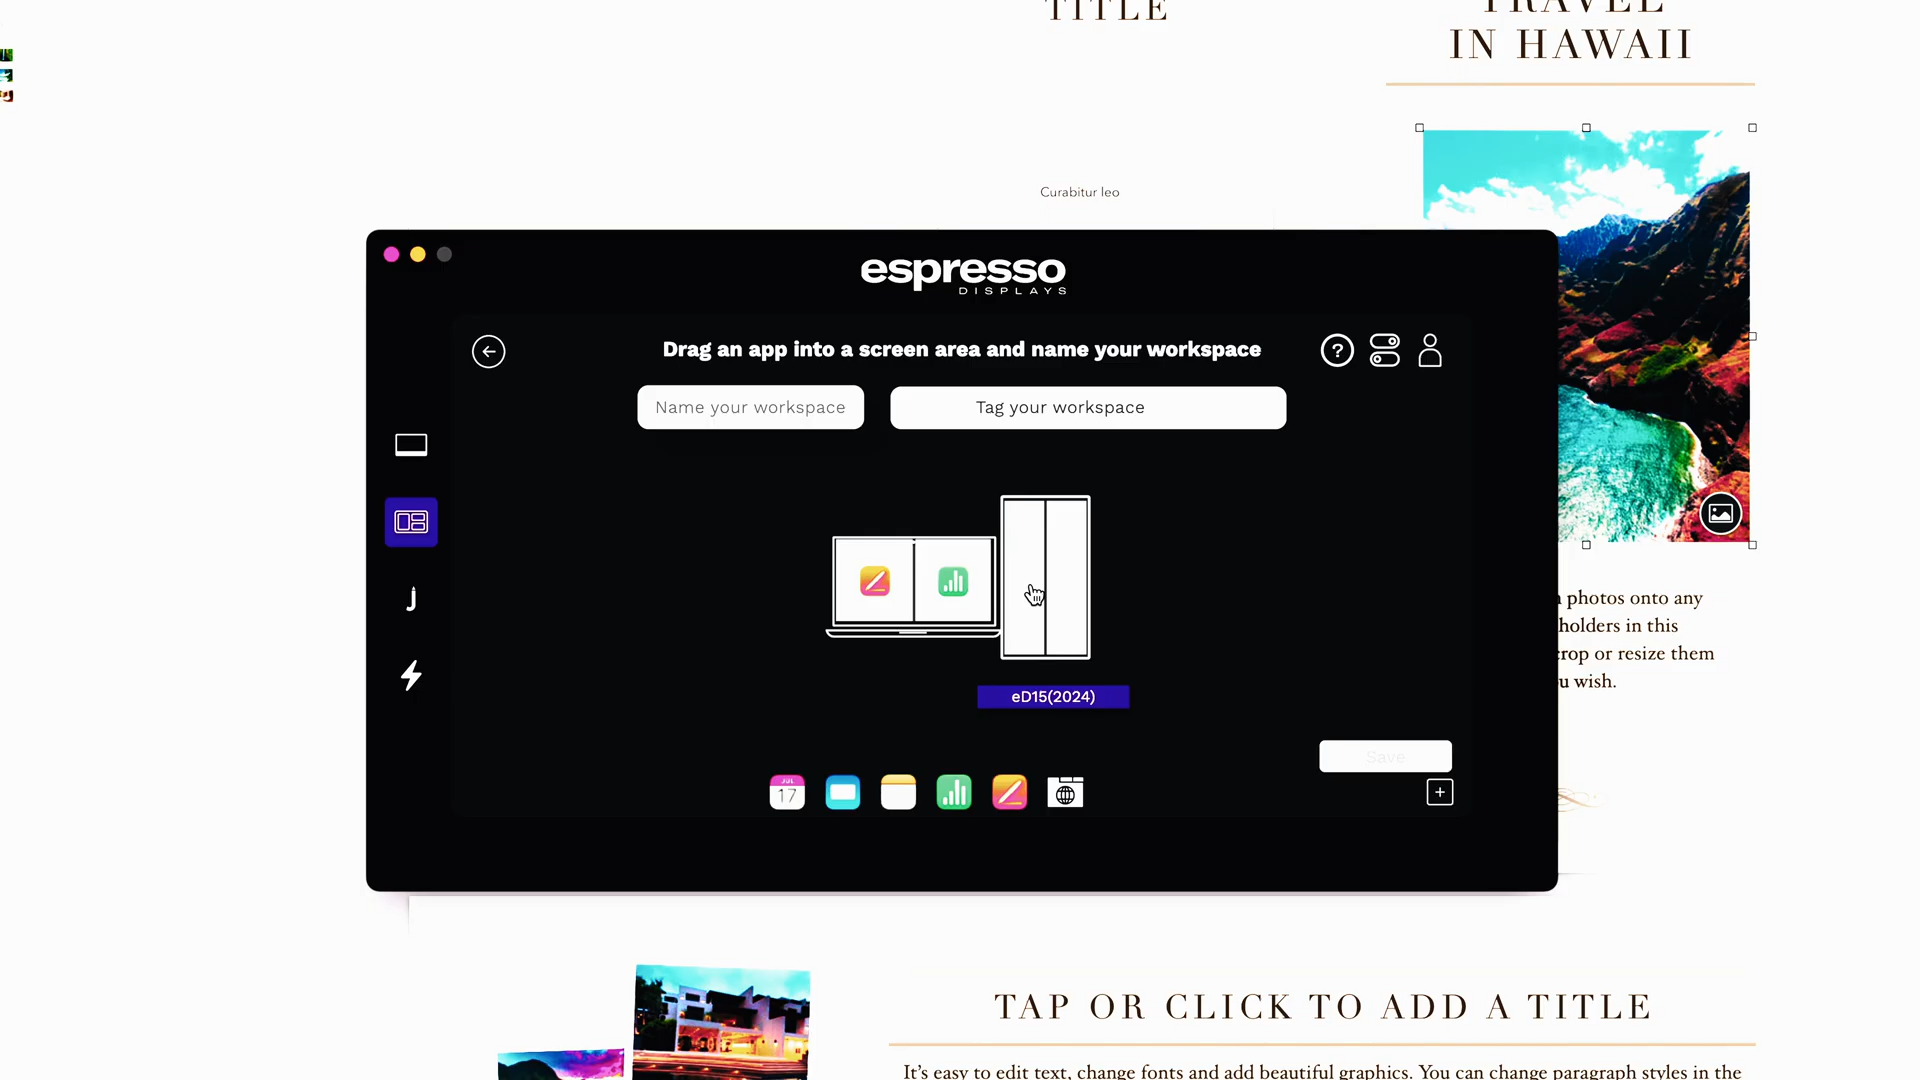 TITLE
TRAVEL
IN HAWAII
Curabitur leo
espresso
DISPLAYS
Drag an app into a screen area and name your workspace
?
Name your workspace
Tag your workspace
photos onto any
holders in this
crop or resize them
u wish.
eD15(2024)
Save
JUL
17
TAP OR CLICK TO ADD A TITLE
It's easy to edit text, change fonts and add beautiful graphics. You can change paragraph styles in the